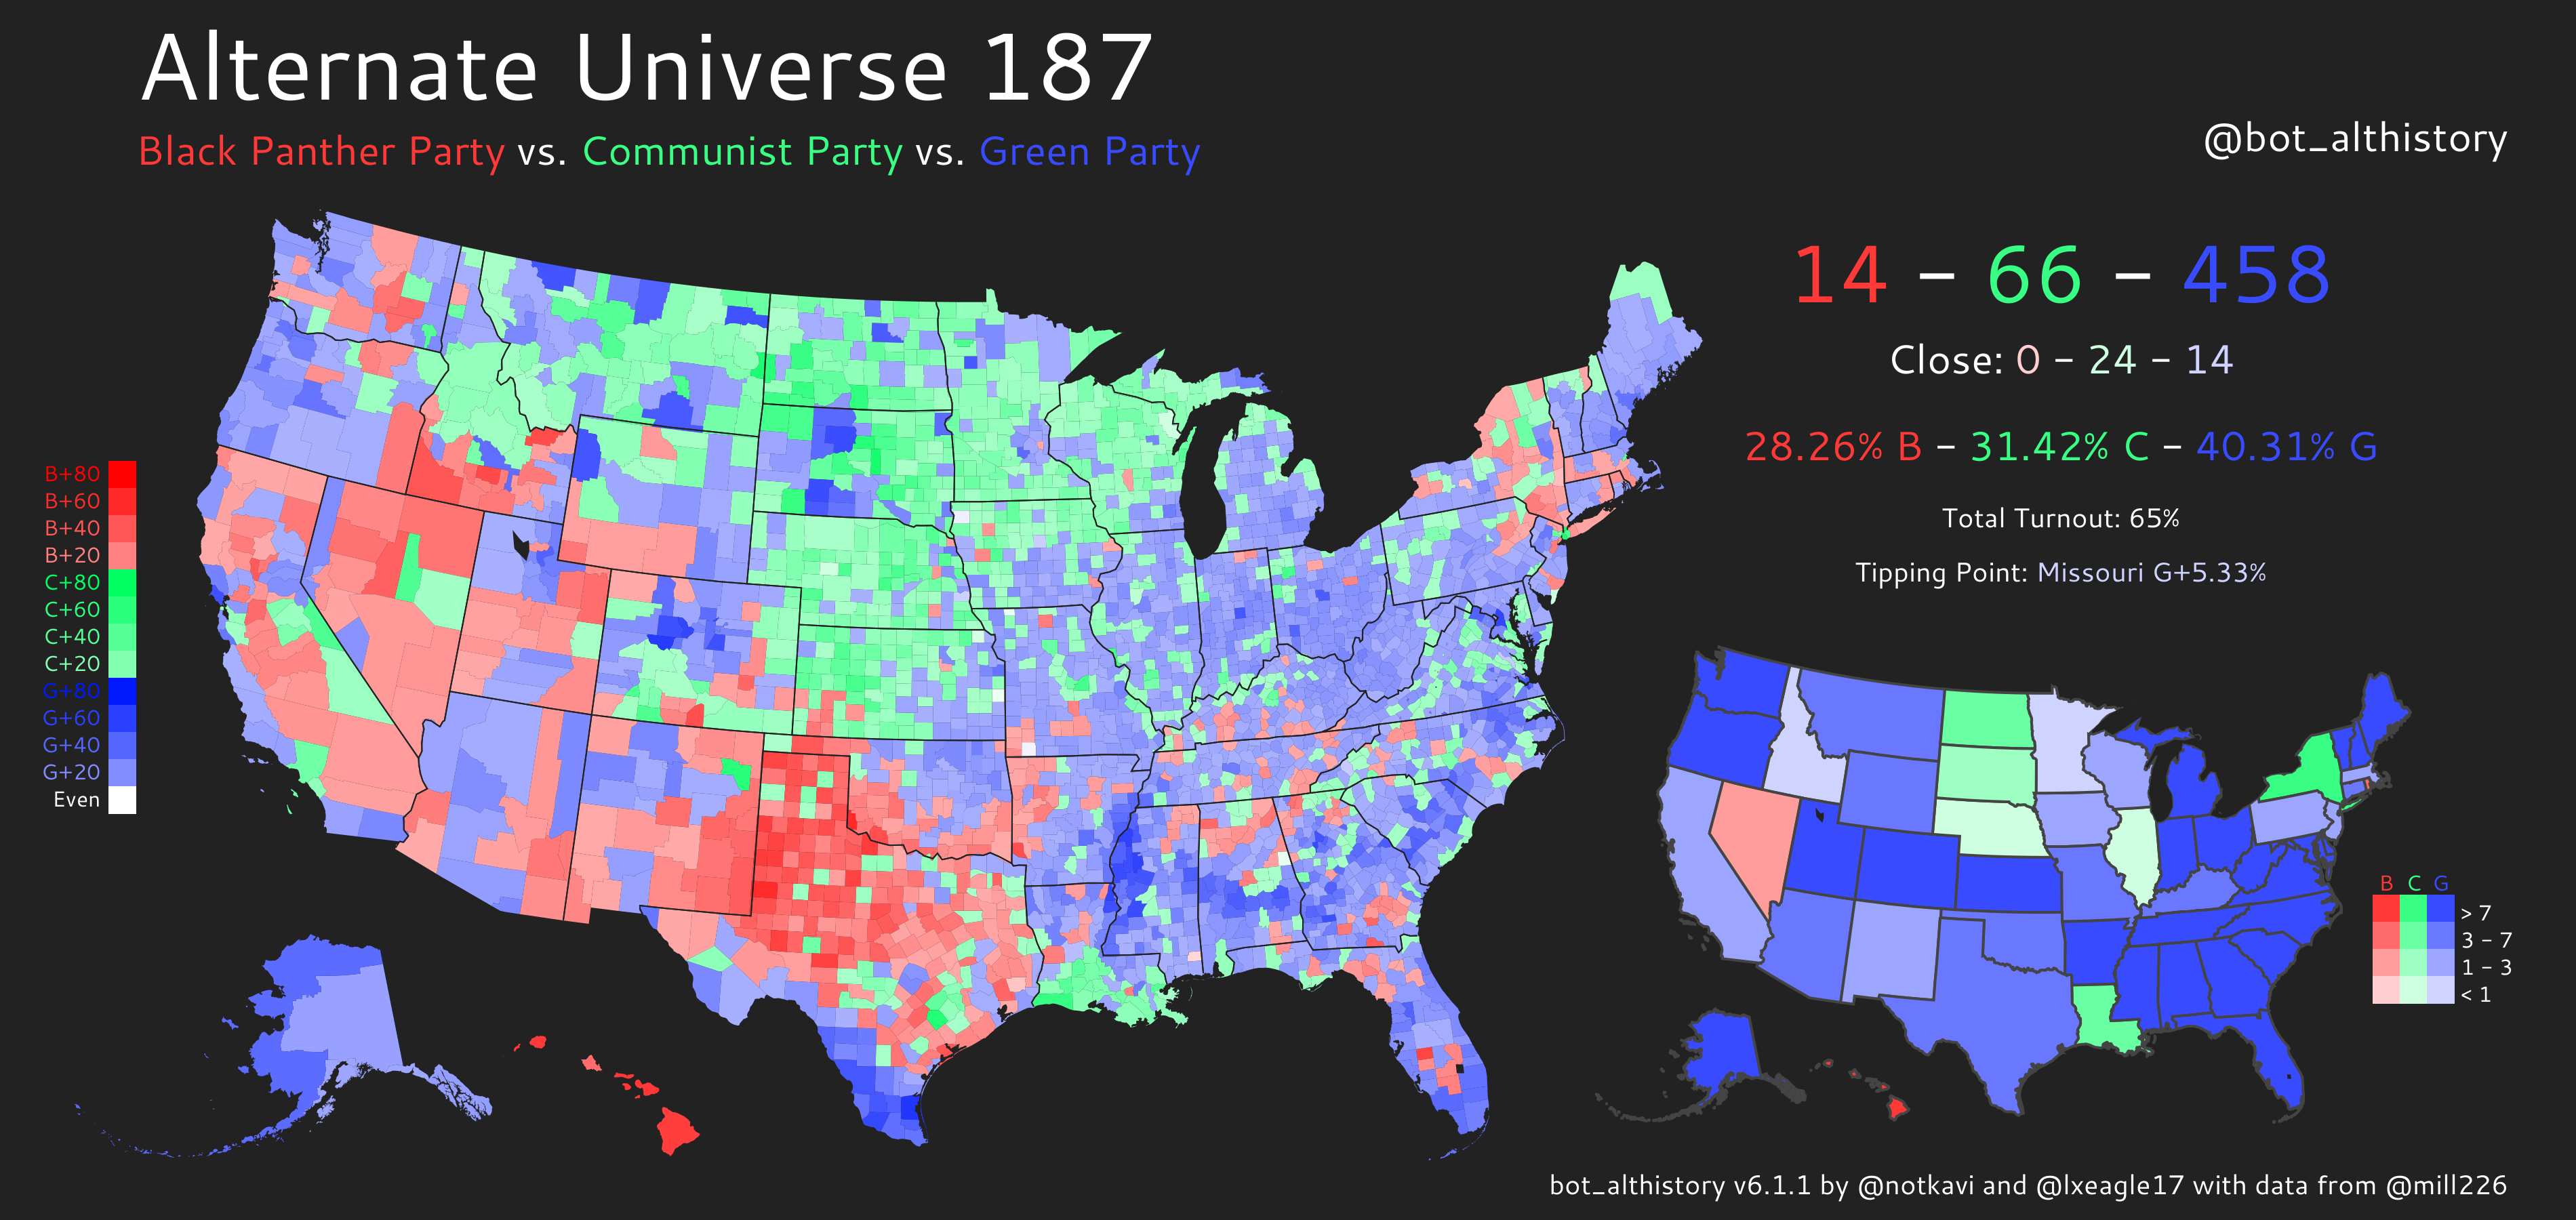 Alternate Universe 187
Black Panther Party vs. Communist Party vs. Green Party
@bot_althistory
14 – 66 – 458
Close: 0 – 24 – 14
28.26% B – 31.42% C – 40.31% G
Total Turnout: 65%
Tipping Point: Missouri G+5.33%
B+80
B+60
B+40
B+20
C+80
C+60
C+40
C+20
G+80
G+60
G+40
G+20
Even
B C G
> 7
3 – 7
1 – 3
< 1
bot_althistory v6.1.1 by @notkavi and @lxeagle17 with data from @mill226